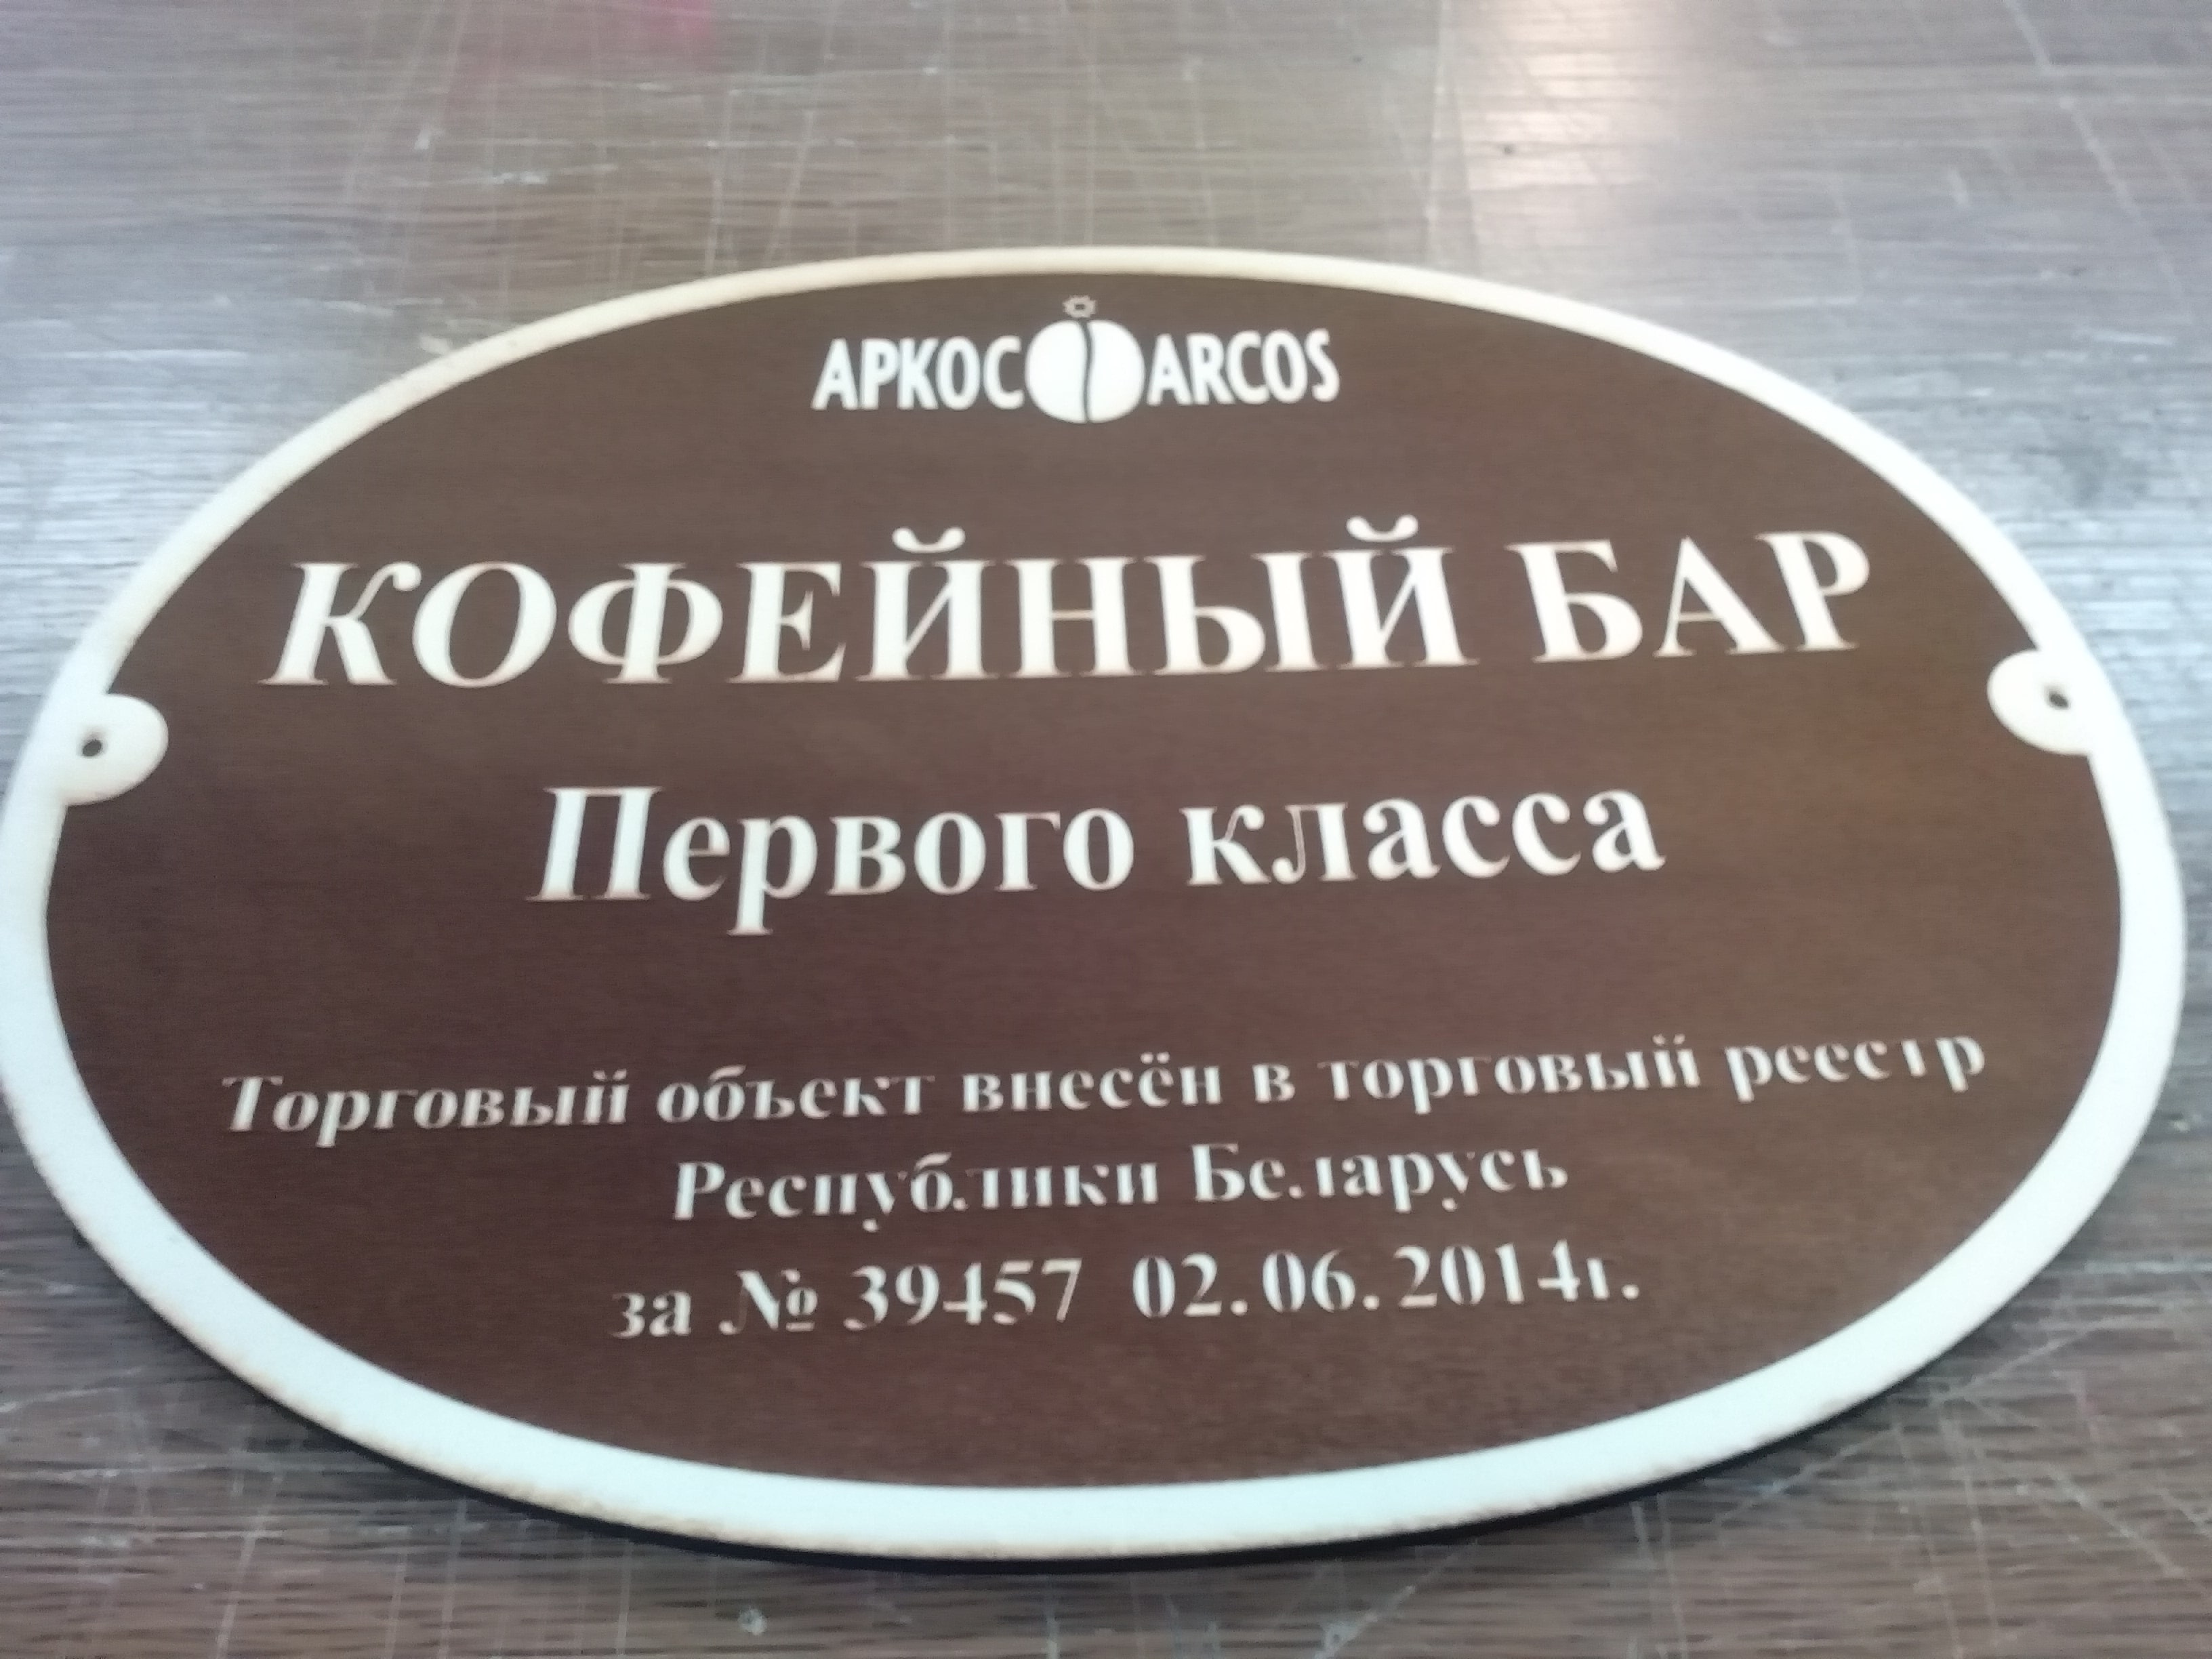 АРКОС ARCOS
КОФЕЙНЫЙ БАР
Первого класса
Торговый объект внесён в торговый реестр
Республики Беларусь
за № 39457 02.06.2014г.